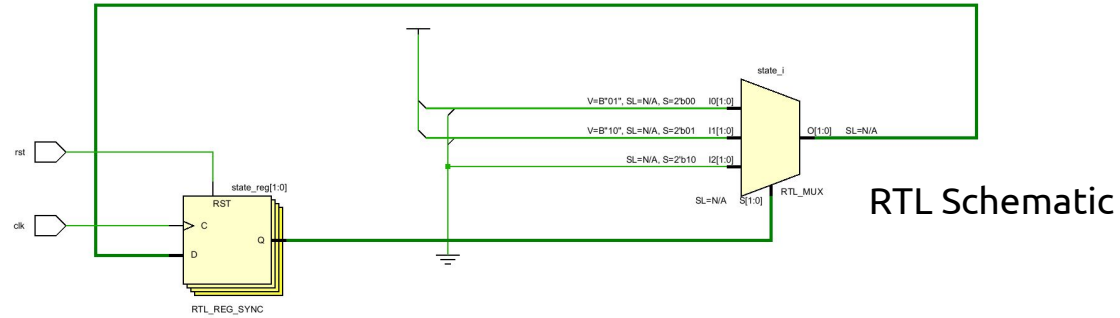 state_i
V=B"01", SL=N/A, S=2'b00 I0[1:0]
V=B"10", SL=N/A, S=2'b01 I1[1:0]
O[1:0] SL=N/A
SL=N/A, S=2'b10 I2[1:0]
rst
state_reg[1:0]
RTL_MUX
SL=N/A S[1:0]
RTL Schematic
RST
clk
C
Q
D
RTL_REG_SYNC